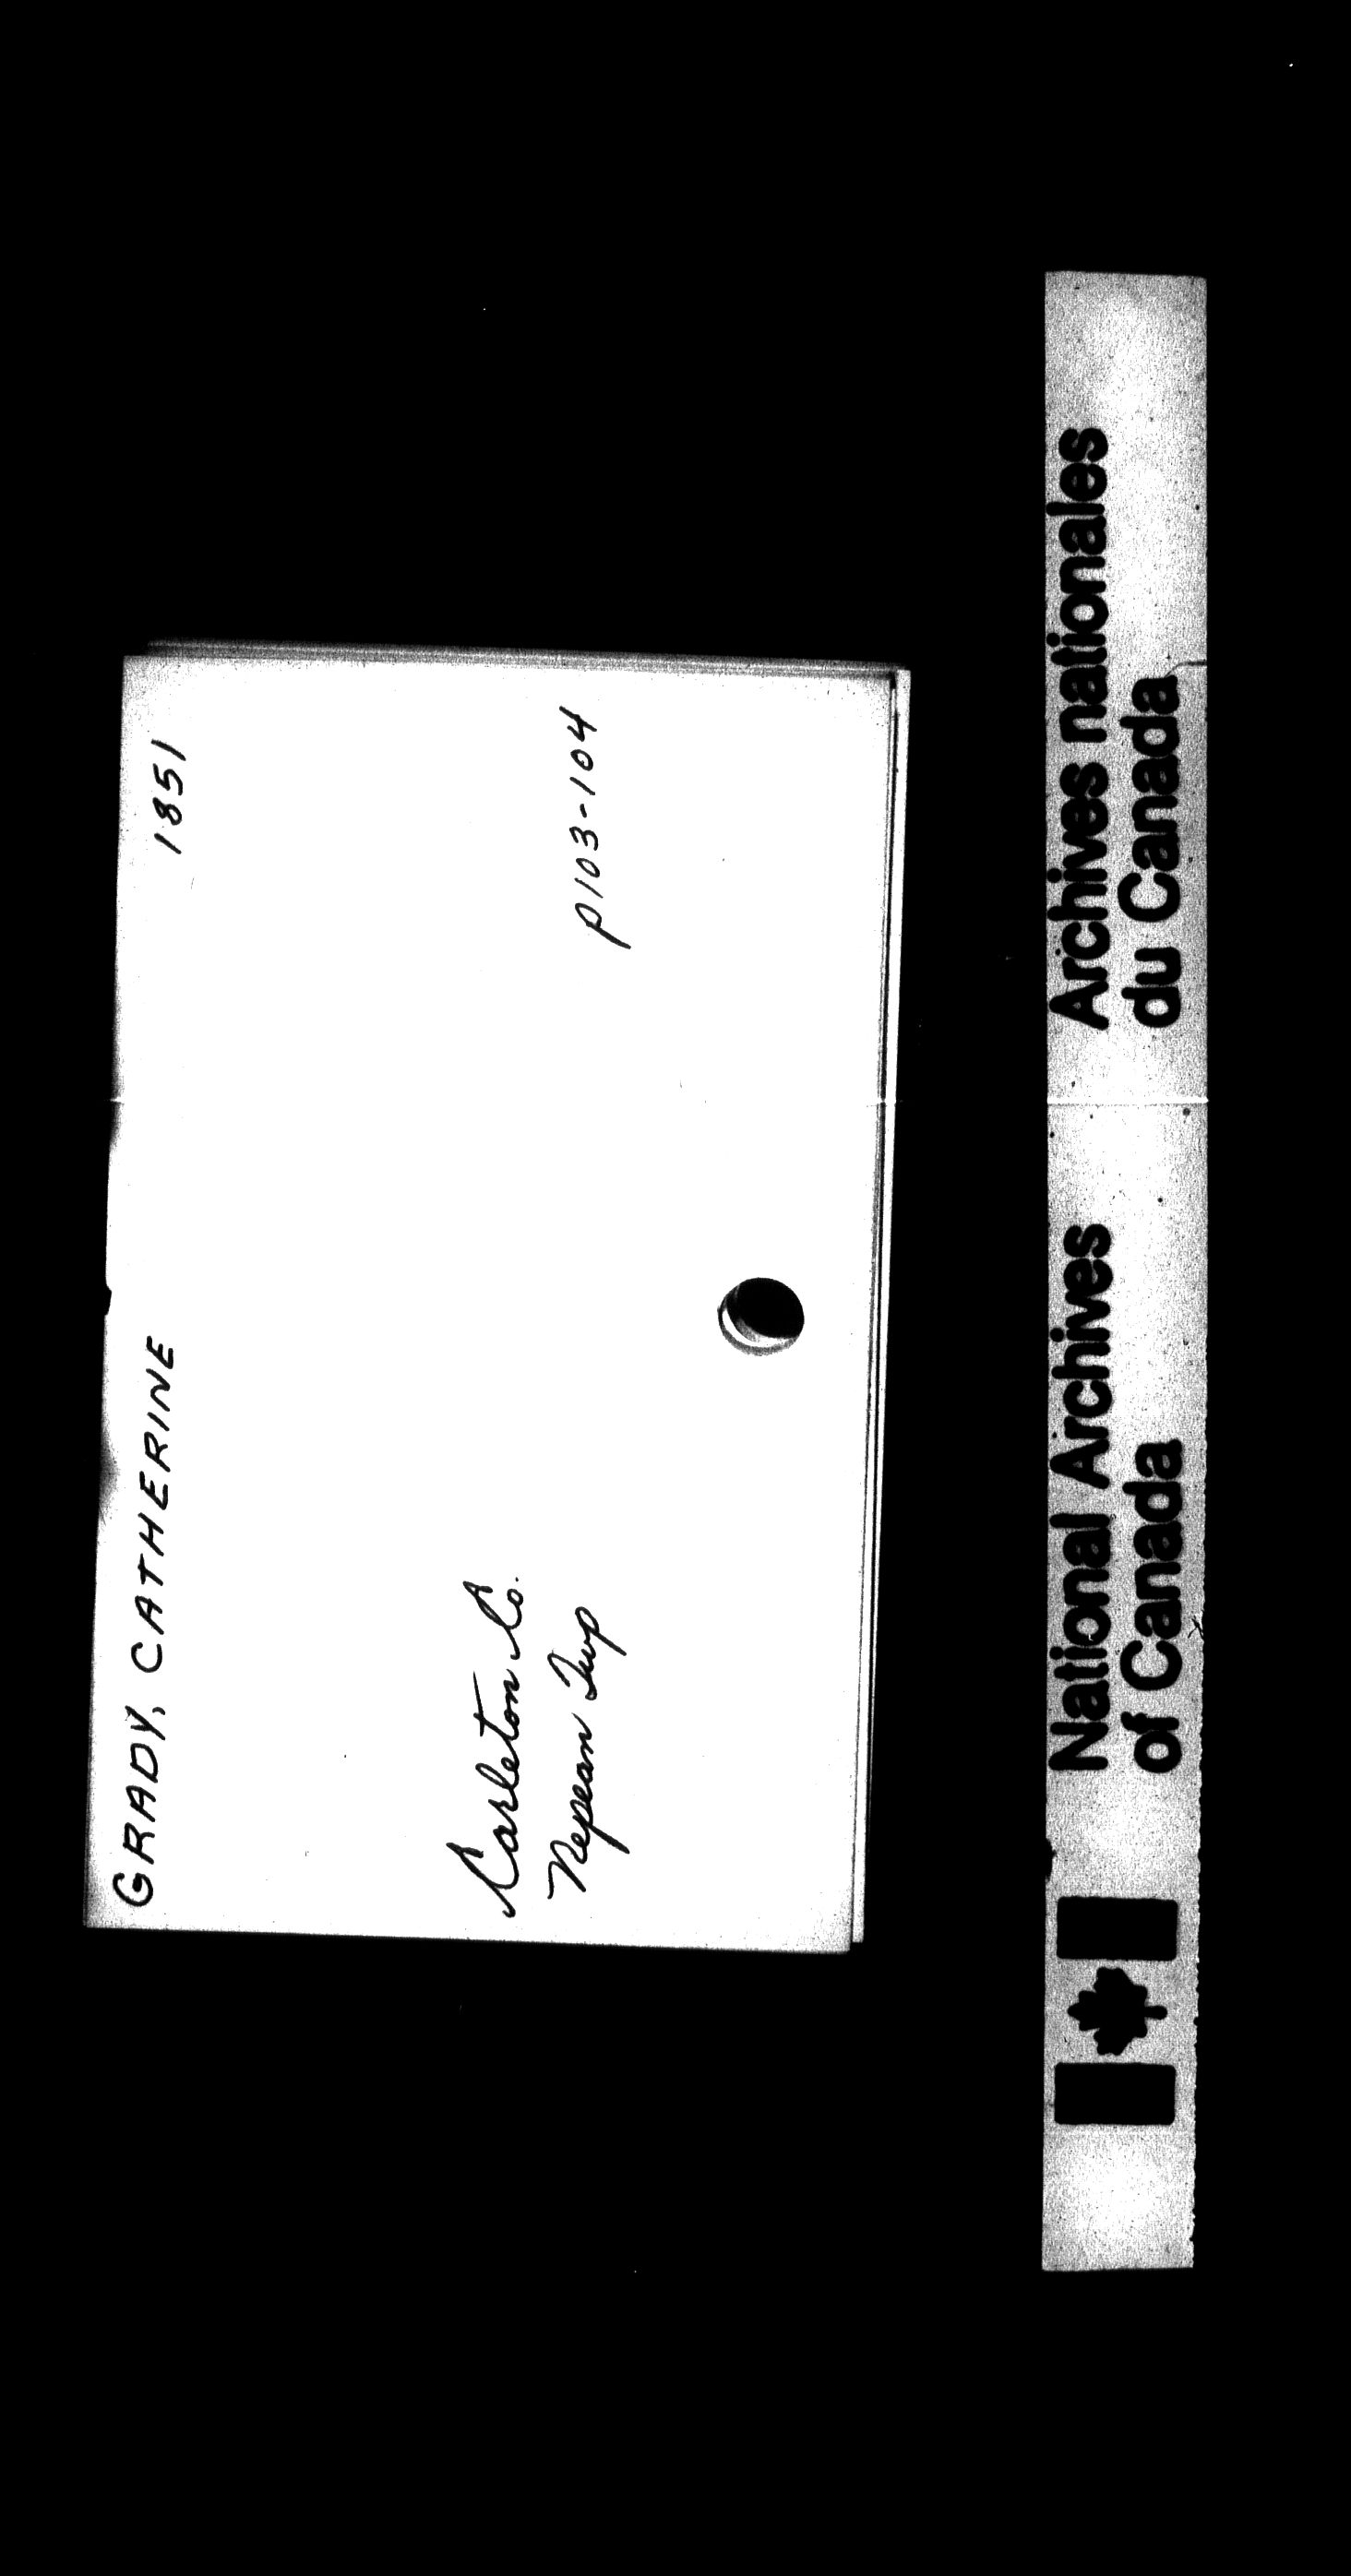 GRADY, CATHERINE 1851
Carleton Co.
Nepean Twp p103-104
National Archives of Canada
Archives nationales du Canada